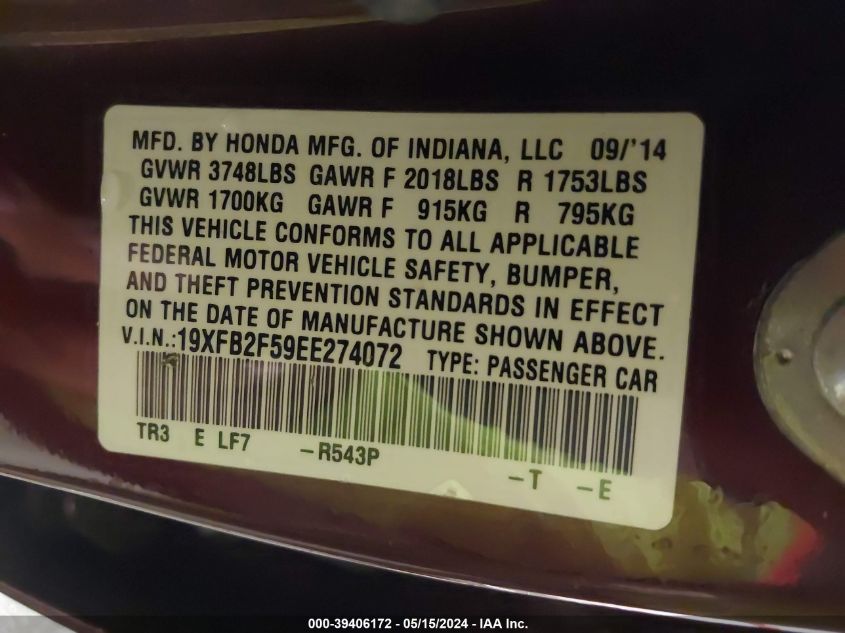 MFD. BY HONDA MFG. OF INDIANA, LLC 09/'14
GVWR 3748LBS GAWR F 2018LBS R 1753LBS
GVWR 1700KG GAWR F 915KG R 795KG
THIS VEHICLE CONFORMS TO ALL APPLICABLE
FEDERAL MOTOR VEHICLE SAFETY, BUMPER,
AND THEFT PREVENTION STANDARDS IN EFFECT
ON THE DATE OF MANUFACTURE SHOWN ABOVE.
V.I.N.:19XFB2F59EE274072 TYPE: PASSENGER CAR
TR3 E LF7 -R543P -T -E
000-39406172 - 05/15/2024 - IAA Inc.